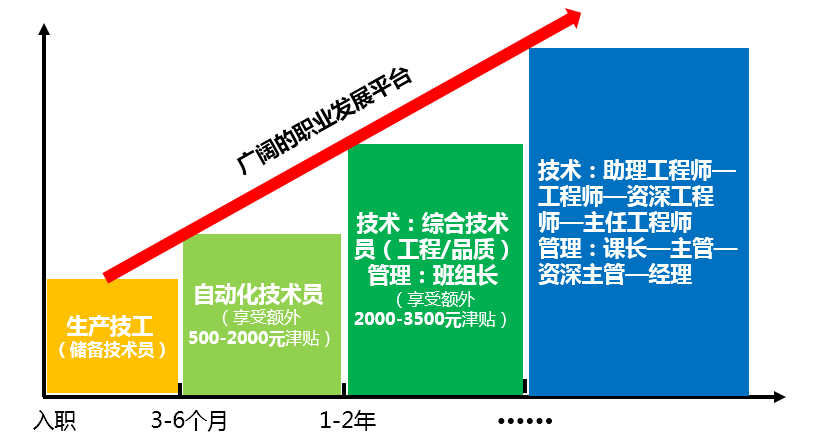 广阔的职业发展平台
生产技工
（储备技术员）
自动化技术员
（享受额外
500-2000元津贴）
技术：综合技术
员（工程/品质）
管理：班组长
（享受额外
2000-3500元津贴）
技术：助理工程师—
工程师—资深工程
师—主任工程师
管理：课长—主管—
资深主管—经理
入职
3-6个月
1-2年
••••••